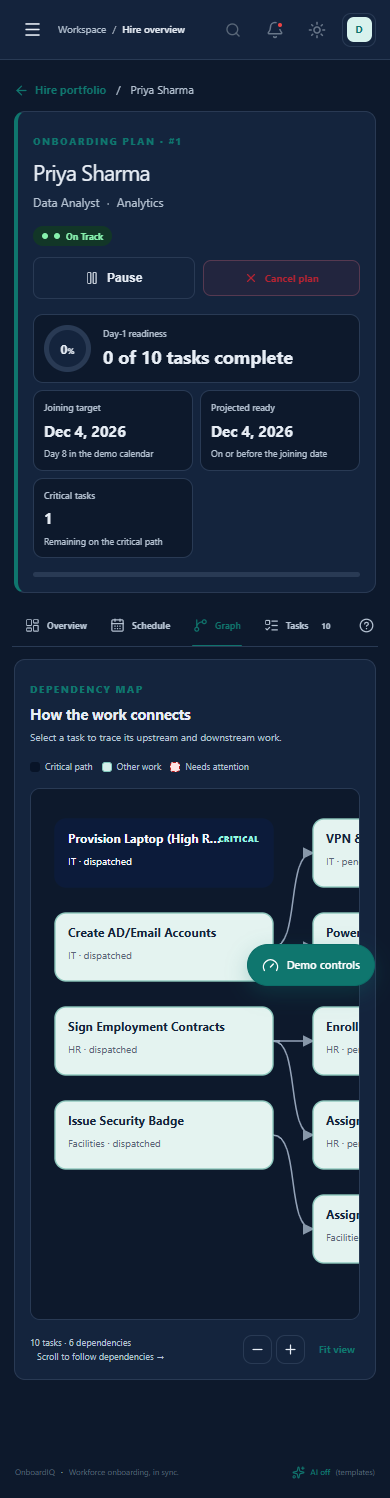 Workspace / Hire overview
D
← Hire portfolio / Priya Sharma
ONBOARDING PLAN · #1
Priya Sharma
Data Analyst · Analytics
On Track
Pause
Cancel plan
0%
Day-1 readiness
0 of 10 tasks complete
Joining target
Dec 4, 2026
Day 8 in the demo calendar
Projected ready
Dec 4, 2026
On or before the joining date
Critical tasks
1
Remaining on the critical path
Overview
Schedule
Graph
Tasks 10
DEPENDENCY MAP
How the work connects
Select a task to trace its upstream and downstream work.
Critical path
Other work
Needs attention
Provision Laptop (High R... CRITICAL
IT · dispatched
VPN &
IT · pen
Create AD/Email Accounts
IT · dispatched
Power
Demo controls
Sign Employment Contracts
HR · dispatched
Enroll
HR · pe
Issue Security Badge
Facilities · dispatched
Assign
HR · pe
Assign
Facilitie
10 tasks · 6 dependencies
Scroll to follow dependencies →
Fit view
OnboardIQ · Workforce onboarding, in sync.
AI off (templates)